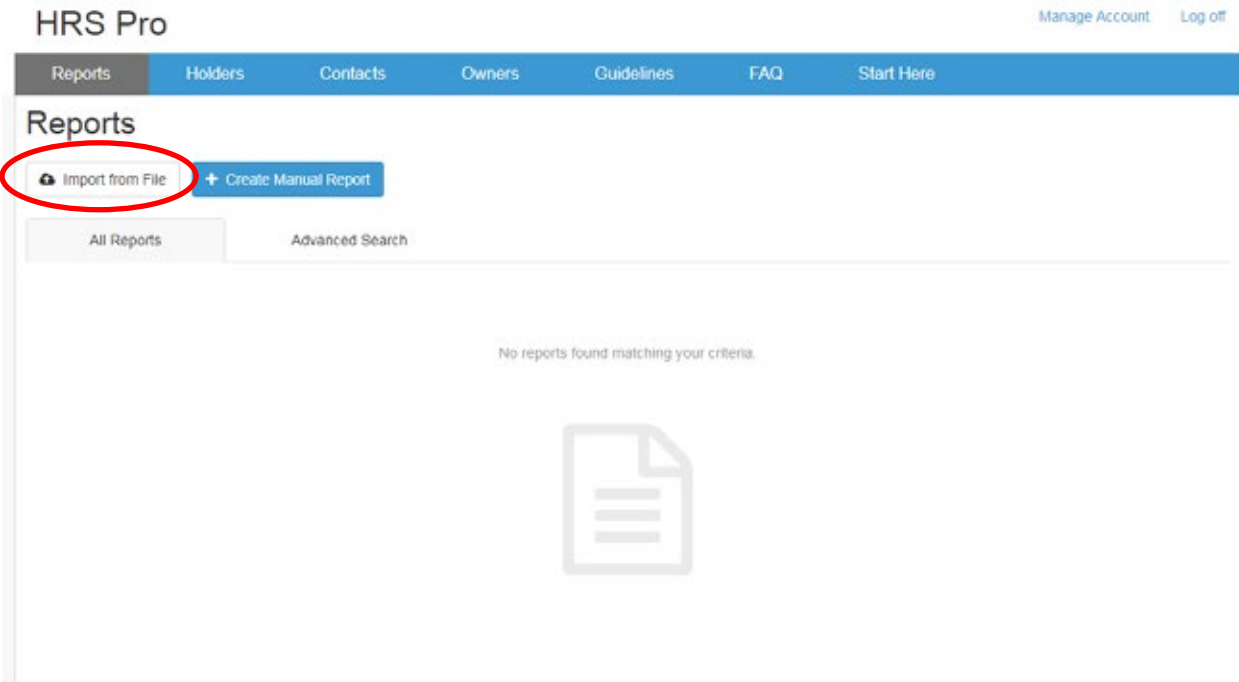 HRS Pro
Manage Account Log off
Reports Holders Contacts Owners Guidelines FAQ Start Here
Reports
Import from File + Create Manual Report
All Reports Advanced Search
No reports found matching your criteria.